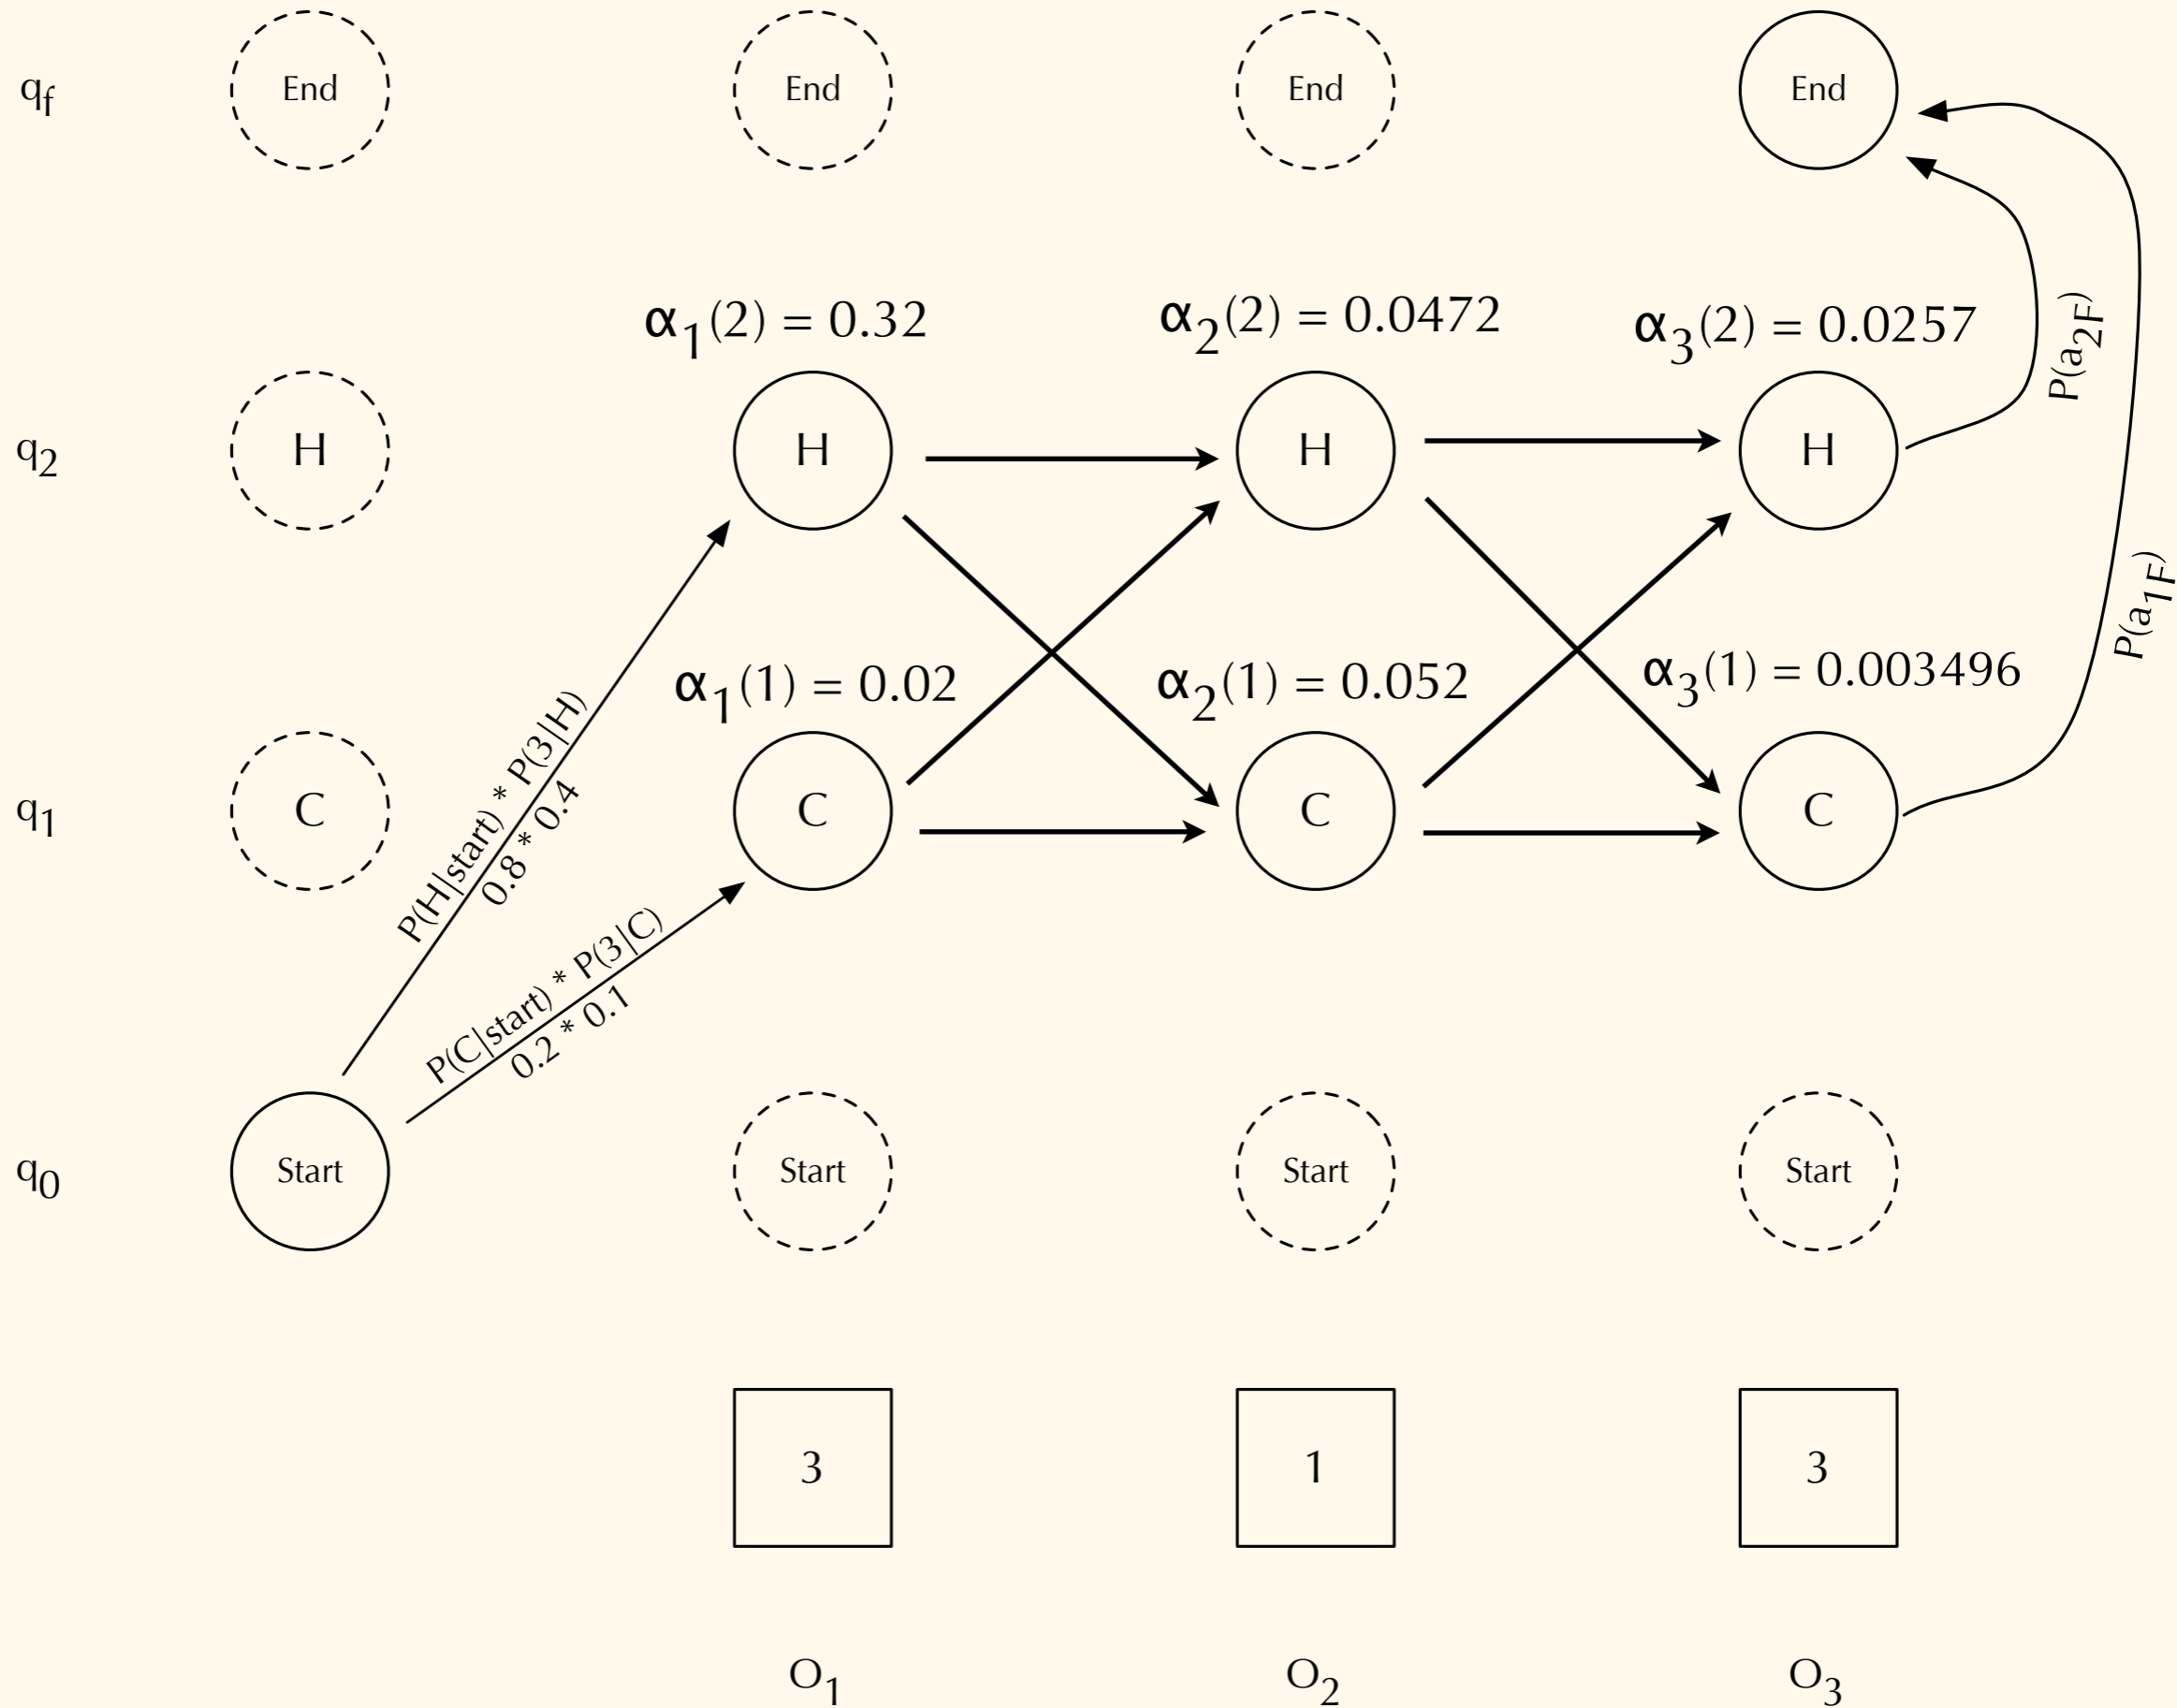 q_f End End End End
α_1(2) = 0.32 α_2(2) = 0.0472 α_3(2) = 0.0257
P(a_2F)
q_2 H H H H
P(a_1F)
α_1(1) = 0.02 α_2(1) = 0.052 α_3(1) = 0.003496
q_1 C C C C
P(H|start) * P(3|H)
0.8 * 0.4
P(C|start) * P(3|C)
0.2 * 0.1
q_0 Start Start Start Start
3 1 3
O_1 O_2 O_3